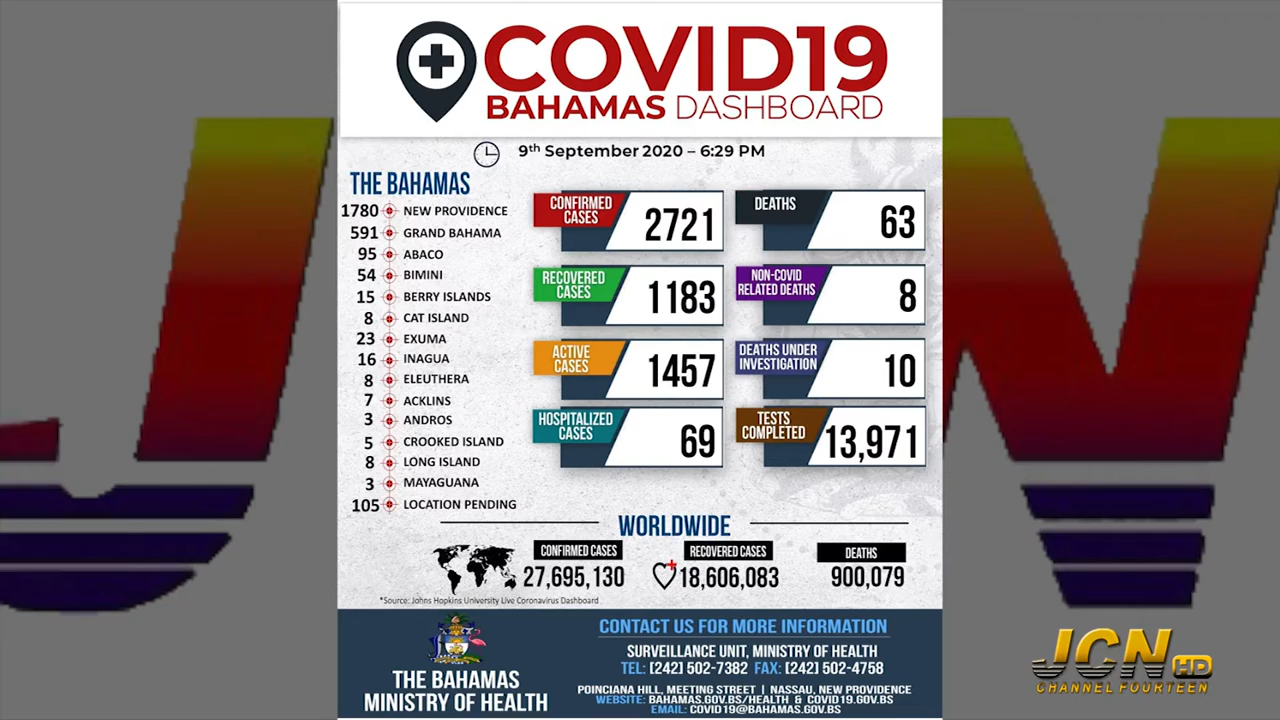 COVID19
BAHAMAS DASHBOARD
9th September 2020 – 6:29 PM
THE BAHAMAS
1780 NEW PROVIDENCE
591 GRAND BAHAMA
95 ABACO
54 BIMINI
15 BERRY ISLANDS
8 CAT ISLAND
23 EXUMA
16 INAGUA
8 ELEUTHERA
7 ACKLINS
3 ANDROS
5 CROOKED ISLAND
8 LONG ISLAND
3 MAYAGUANA
105 LOCATION PENDING
CONFIRMED
CASES
2721
DEATHS
63
RECOVERED
CASES
1183
NON-COVID
RELATED DEATHS
8
ACTIVE
CASES
1457
DEATHS UNDER
INVESTIGATION
10
HOSPITALIZED
CASES
69
TESTS
COMPLETED
13,971
WORLDWIDE
CONFIRMED CASES
27,695,130
RECOVERED CASES
18,606,083
DEATHS
900,079
*Source: Johns Hopkins University Live Coronavirus Dashboard
THE BAHAMAS
MINISTRY OF HEALTH
CONTACT US FOR MORE INFORMATION
SURVEILLANCE UNIT, MINISTRY OF HEALTH
TEL: [242] 502-7382 FAX: [242] 502-4758
POINCIANA HILL, MEETING STREET | NASSAU, NEW PROVIDENCE
WEBSITE: BAHAMAS.GOV.BS/HEALTH & COVID19.GOV.BS
EMAIL: COVID19@BAHAMAS.GOV.BS
JCN HD
CHANNEL FOURTEEN